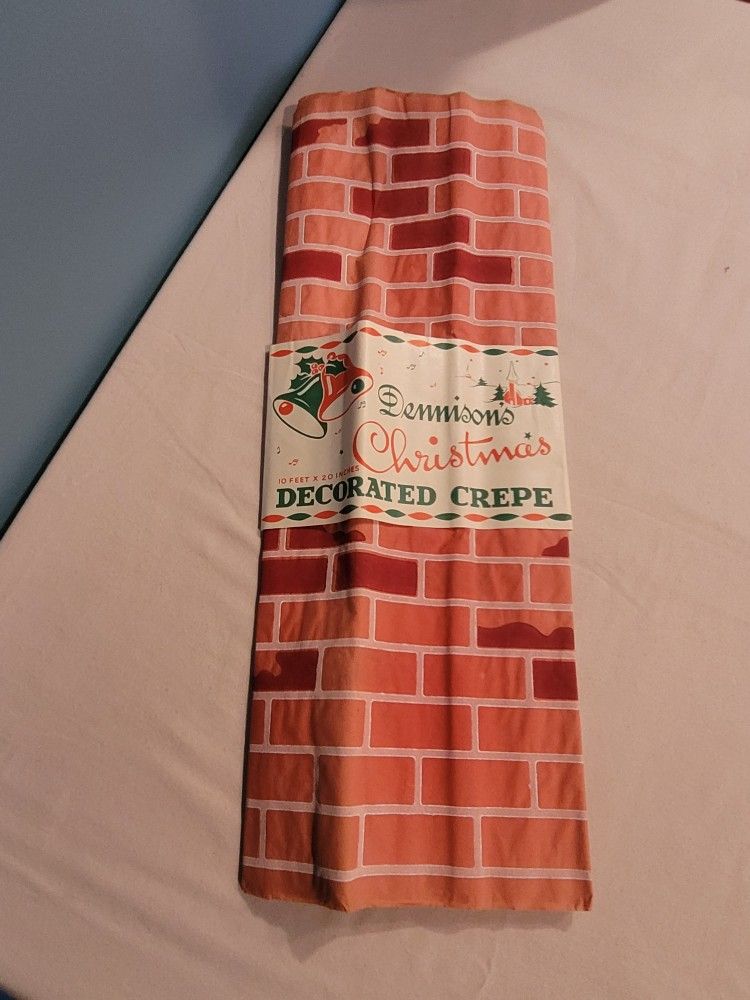 Dennison's
Christmas
10 FEET X 20 INCHES
DECORATED CREPE